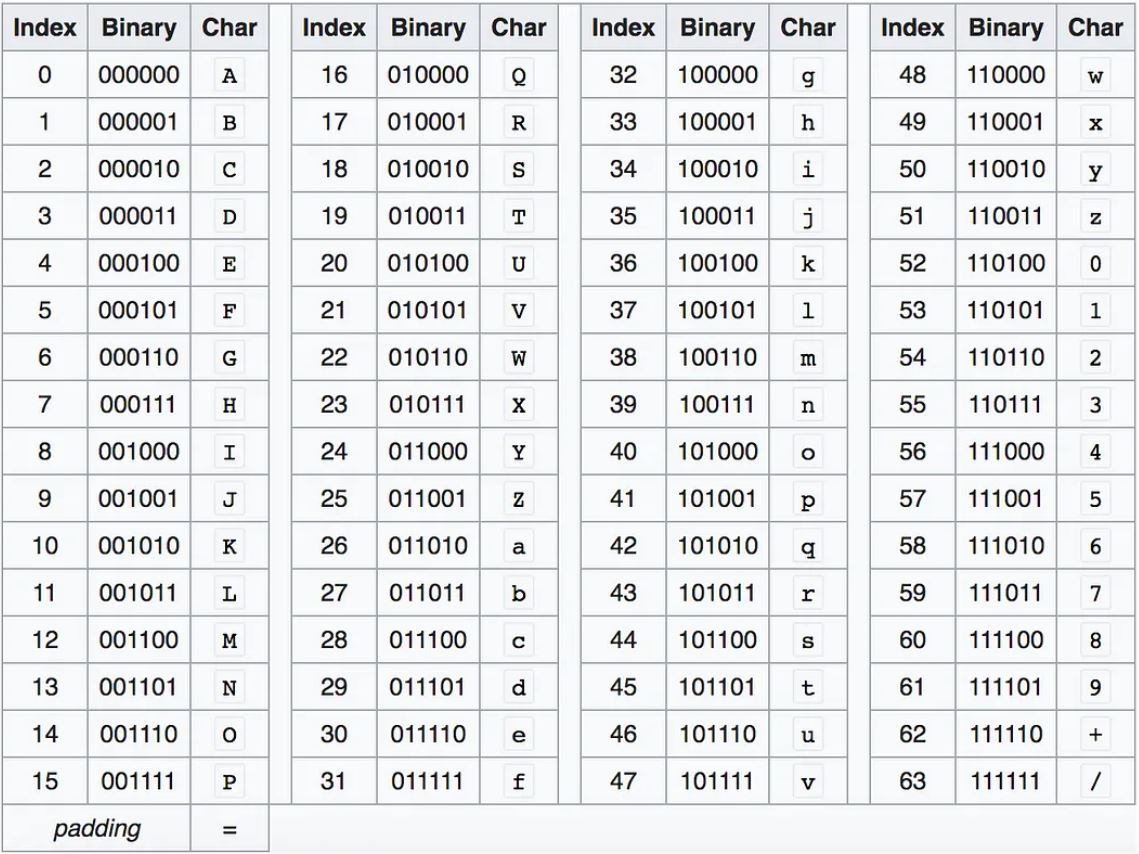 Index Binary Char Index Binary Char Index Binary Char Index Binary Char
0 000000 A 16 010000 Q 32 100000 g 48 110000 w
1 000001 B 17 010001 R 33 100001 h 49 110001 x
2 000010 C 18 010010 S 34 100010 i 50 110010 y
3 000011 D 19 010011 T 35 100011 j 51 110011 z
4 000100 E 20 010100 U 36 100100 k 52 110100 0
5 000101 F 21 010101 V 37 100101 l 53 110101 1
6 000110 G 22 010110 W 38 100110 m 54 110110 2
7 000111 H 23 010111 X 39 100111 n 55 110111 3
8 001000 I 24 011000 Y 40 101000 o 56 111000 4
9 001001 J 25 011001 Z 41 101001 p 57 111001 5
10 001010 K 26 011010 a 42 101010 q 58 111010 6
11 001011 L 27 011011 b 43 101011 r 59 111011 7
12 001100 M 28 011100 c 44 101100 s 60 111100 8
13 001101 N 29 011101 d 45 101101 t 61 111101 9
14 001110 O 30 011110 e 46 101110 u 62 111110 +
15 001111 P 31 011111 f 47 101111 v 63 111111 /
padding =